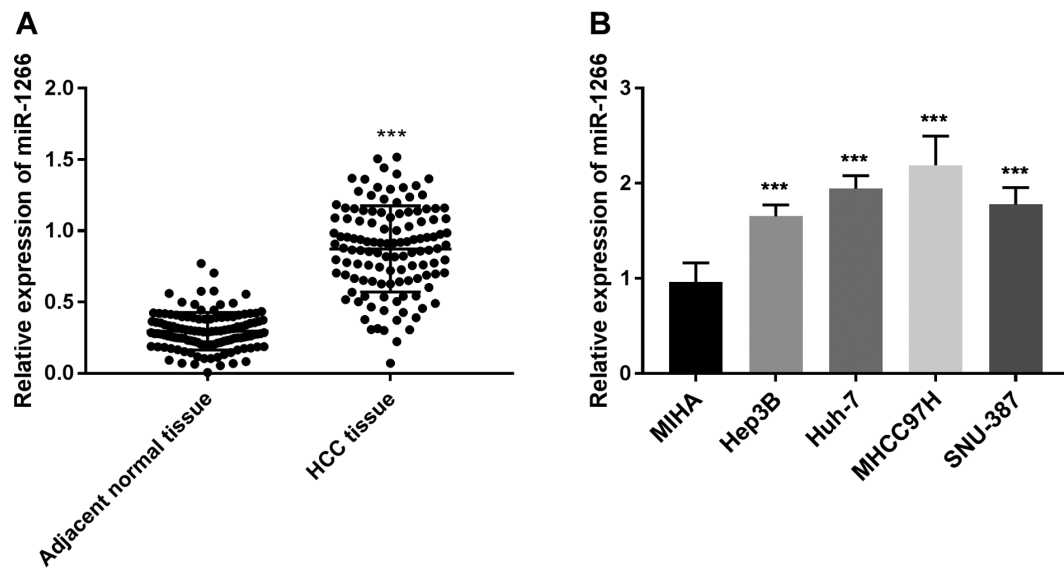 A
Relative expression of miR-1266
2.0
1.5
1.0
0.5
0.0
***
Adjacent normal tissue
HCC tissue
B
Relative expression of miR-1266
3
2
1
0
***
***
***
***
MIHA
Hep3B
Huh-7
MHCC97H
SNU-387